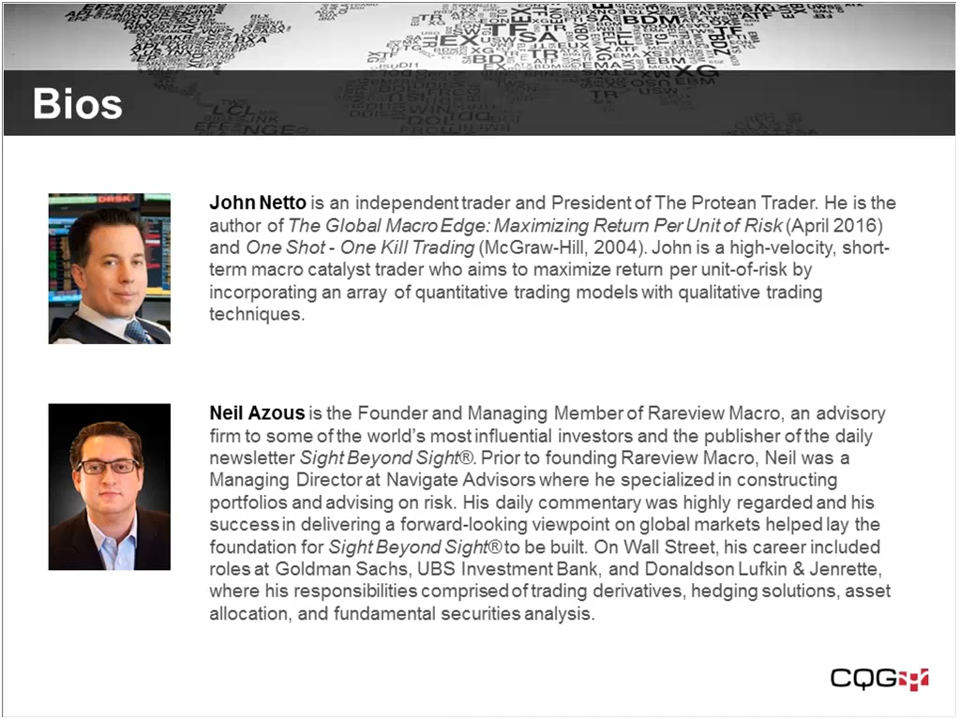 Bios
John Netto is an independent trader and President of The Protean Trader. He is the
author of The Global Macro Edge: Maximizing Return Per Unit of Risk (April 2016)
and One Shot - One Kill Trading (McGraw-Hill, 2004). John is a high-velocity, short-
term macro catalyst trader who aims to maximize return per unit-of-risk by
incorporating an array of quantitative trading models with qualitative trading
techniques.
Neil Azous is the Founder and Managing Member of Rareview Macro, an advisory
firm to some of the world's most influential investors and the publisher of the daily
newsletter Sight Beyond Sight®. Prior to founding Rareview Macro, Neil was a
Managing Director at Navigate Advisors where he specialized in constructing
portfolios and advising on risk. His daily commentary was highly regarded and his
success in delivering a forward-looking viewpoint on global markets helped lay the
foundation for Sight Beyond Sight® to be built. On Wall Street, his career included
roles at Goldman Sachs, UBS Investment Bank, and Donaldson Lufkin & Jenrette,
where his responsibilities comprised of trading derivatives, hedging solutions, asset
allocation, and fundamental securities analysis.
CQG